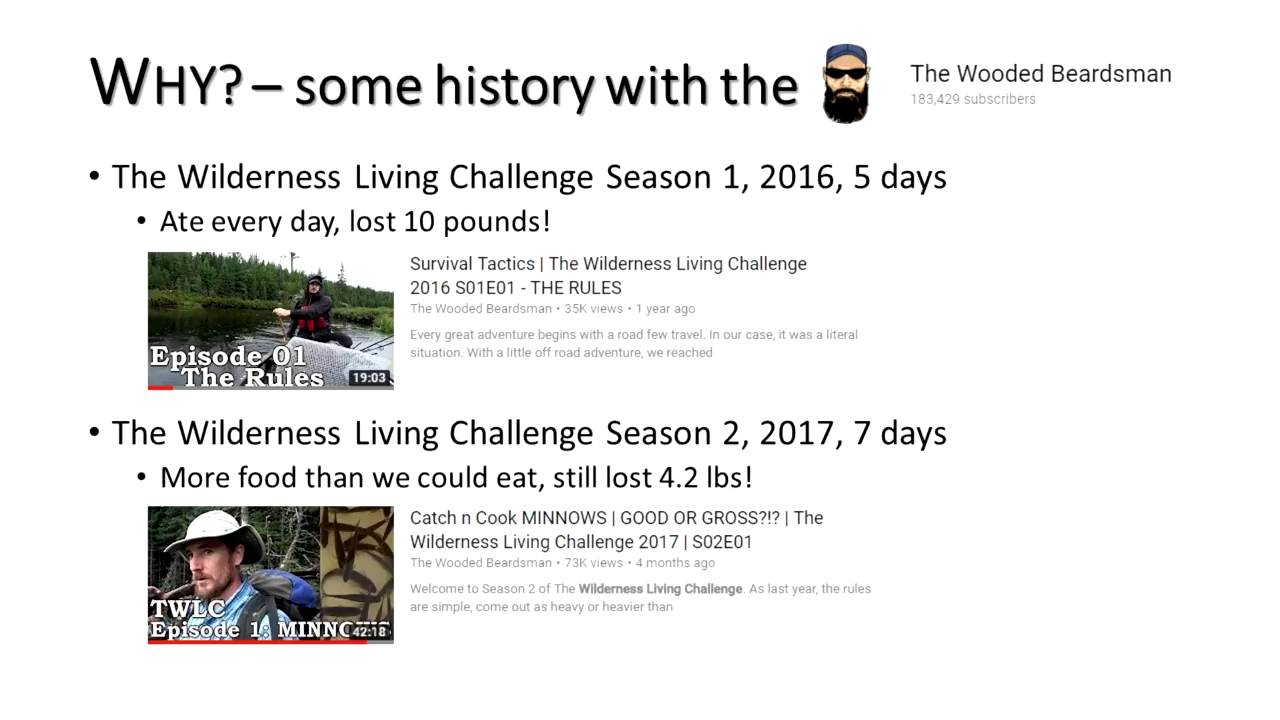 WHY? – some history with the
The Wooded Beardsman
183,429 subscribers
• The Wilderness Living Challenge Season 1, 2016, 5 days
• Ate every day, lost 10 pounds!
Episode 01
The Rules
19:03
Survival Tactics | The Wilderness Living Challenge
2016 S01E01 - THE RULES
The Wooded Beardsman • 35K views • 1 year ago
Every great adventure begins with a road few travel. In our case, it was a literal
situation. With a little off road adventure, we reached
• The Wilderness Living Challenge Season 2, 2017, 7 days
• More food than we could eat, still lost 4.2 lbs!
TWLC
Episode 1: MINNOWS
42:18
Catch n Cook MINNOWS | GOOD OR GROSS?!? | The
Wilderness Living Challenge 2017 | S02E01
The Wooded Beardsman • 73K views • 4 months ago
Welcome to Season 2 of The Wilderness Living Challenge. As last year, the rules
are simple, come out as heavy or heavier than